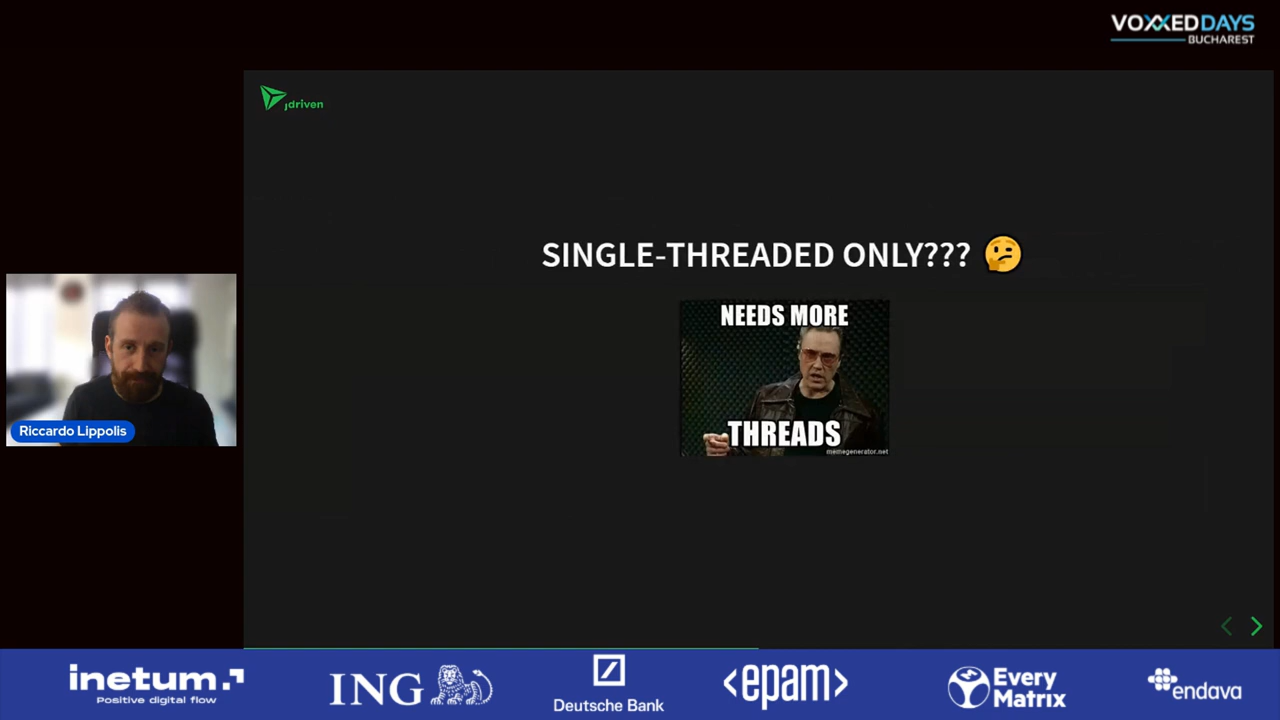 VOXXEDDAYS
BUCHAREST
jdriven
SINGLE-THREADED ONLY??? 🤔
NEEDS MORE
THREADS
memegenerator.net
Riccardo Lippolis
inetum.
Positive digital flow
ING
Deutsche Bank
<epam>
Every
Matrix
endava